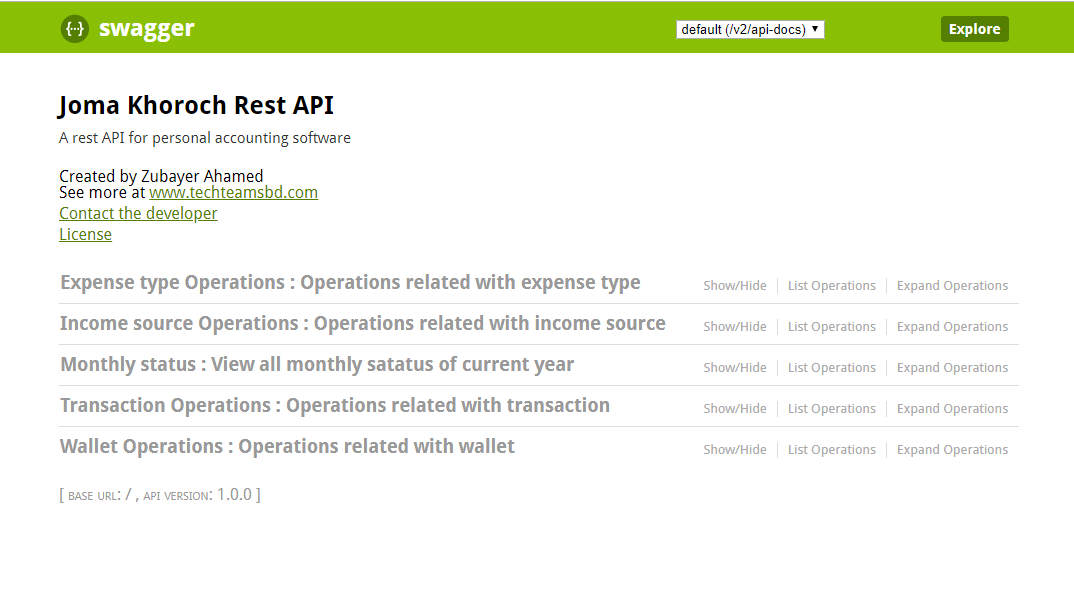 {··} swagger default (/v2/api-docs) Explore
Joma Khoroch Rest API
A rest API for personal accounting software
Created by Zubayer Ahamed
See more at www.techteamsbd.com
Contact the developer
License
Expense type Operations : Operations related with expense type Show/Hide List Operations Expand Operations
Income source Operations : Operations related with income source Show/Hide List Operations Expand Operations
Monthly status : View all monthly satatus of current year Show/Hide List Operations Expand Operations
Transaction Operations : Operations related with transaction Show/Hide List Operations Expand Operations
Wallet Operations : Operations related with wallet Show/Hide List Operations Expand Operations
[ BASE URL: / , API VERSION: 1.0.0 ]